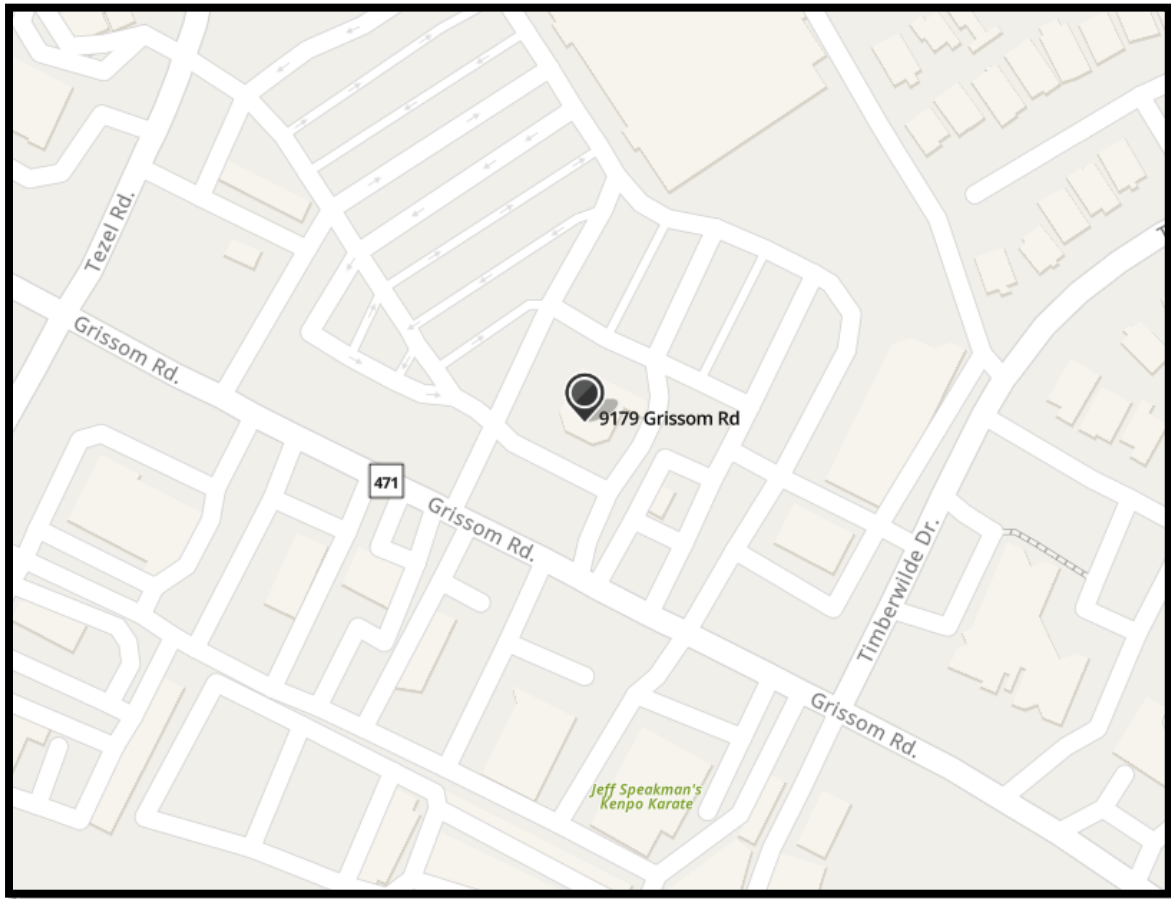 Tezel Rd.
Grissom Rd.
9179 Grissom Rd
471
Grissom Rd.
Timberwilde Dr.
Grissom Rd.
Jeff Speakman's
Kenpo Karate